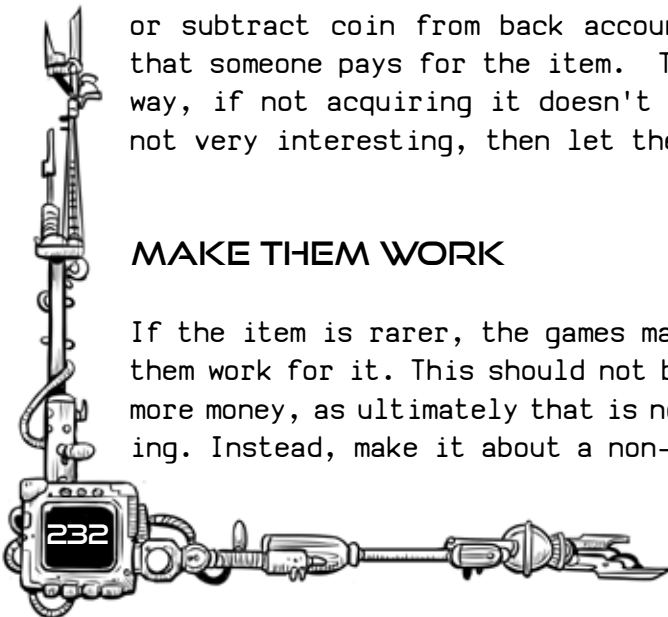 or subtract coin from back accoun
that someone pays for the item. T
way, if not acquiring it doesn't
not very interesting, then let the
MAKE THEM WORK
If the item is rarer, the games ma
them work for it. This should not b
more money, as ultimately that is no
ing. Instead, make it about a non-
232